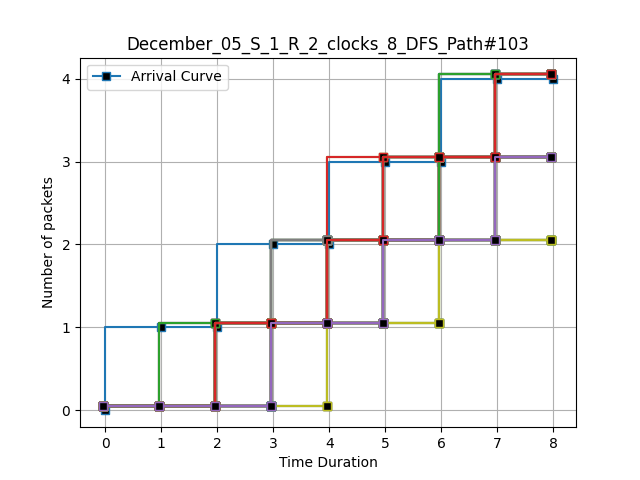 December_05_S_1_R_2_clocks_8_DFS_Path#103
Arrival Curve
Number of packets
4
3
2
1
0
0 1 2 3 4 5 6 7 8
Time Duration